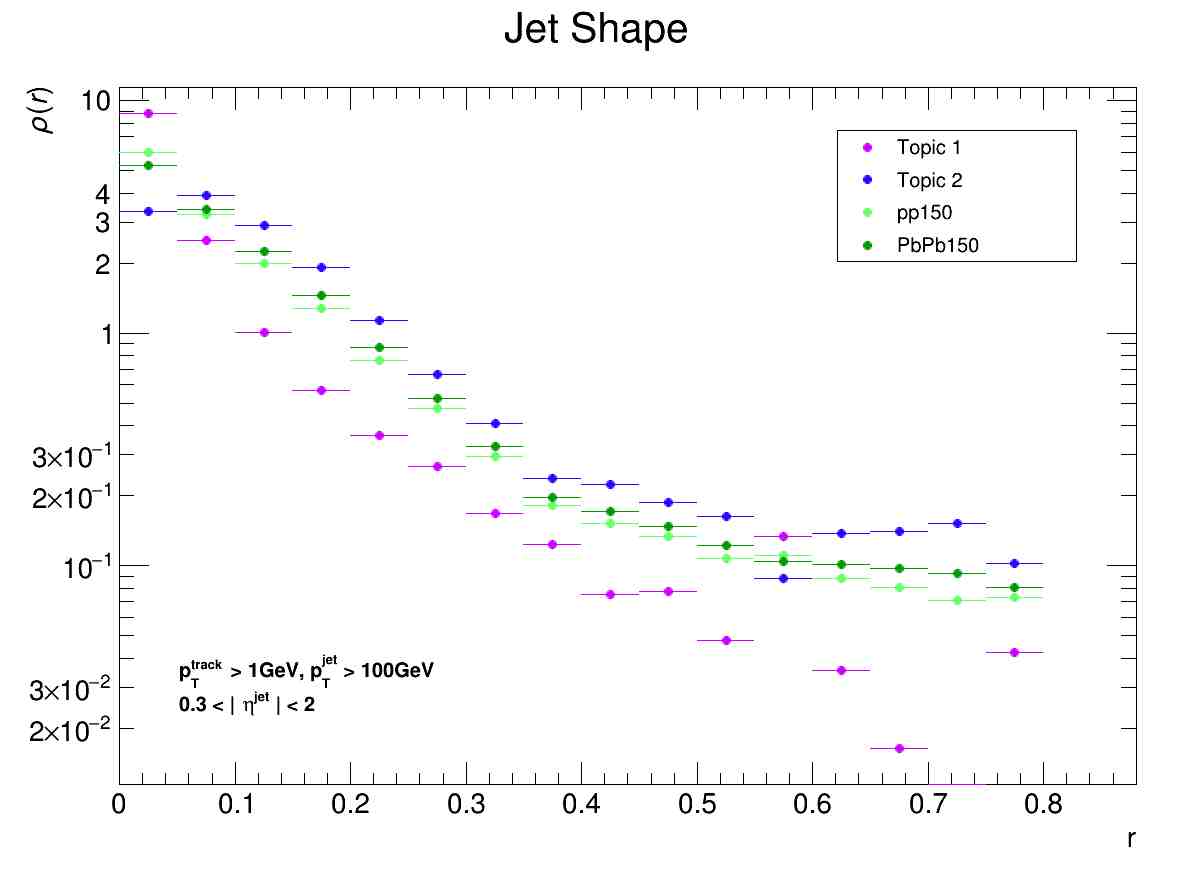 Jet Shape
ρ(r)
10
4
3
2
1
3×10⁻¹
2×10⁻¹
10⁻¹
3×10⁻²
2×10⁻²
Topic 1
Topic 2
pp150
PbPb150
p_T^track > 1GeV, p_T^jet > 100GeV
0.3 < | η^jet | < 2
0 0.1 0.2 0.3 0.4 0.5 0.6 0.7 0.8
r